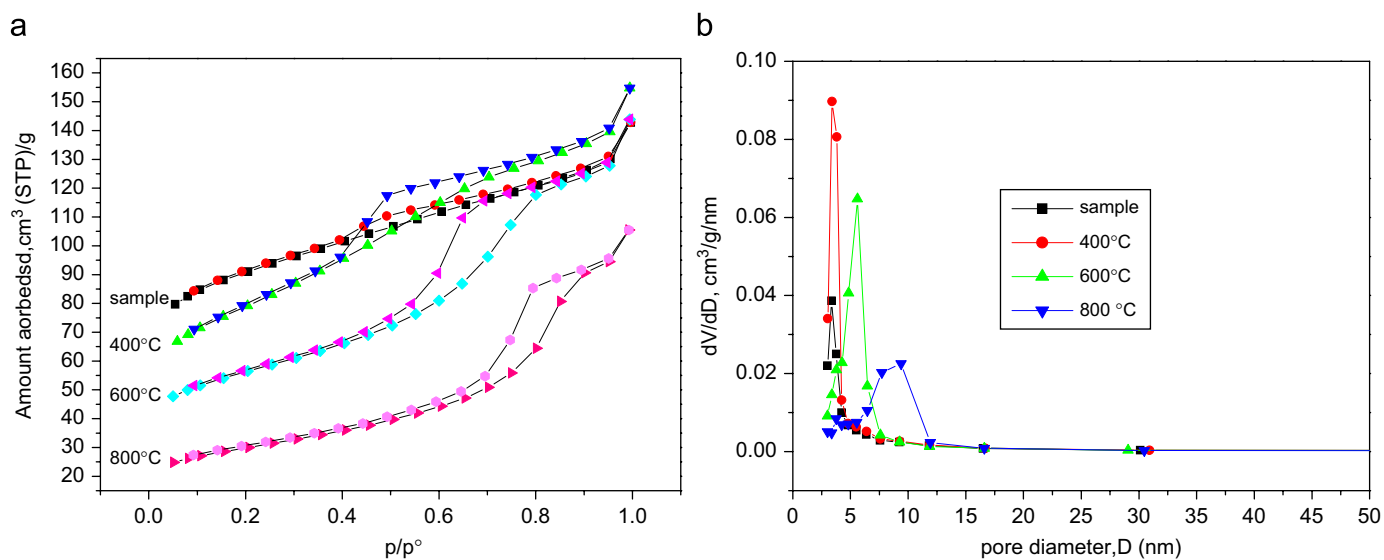 a
160
150
140
130
120
110
100
90
80
70
60
50
40
30
20
Amount aorbedsd,cm³ (STP)/g
sample
400°C
600°C
800°C
0.0 0.2 0.4 0.6 0.8 1.0
p/p°
b
0.10
0.08
0.06
0.04
0.02
0.00
-0.01
dV/dD, cm³/g/nm
sample
400°C
600°C
800 °C
0 5 10 15 20 25 30 35 40 45 50
pore diameter,D (nm)